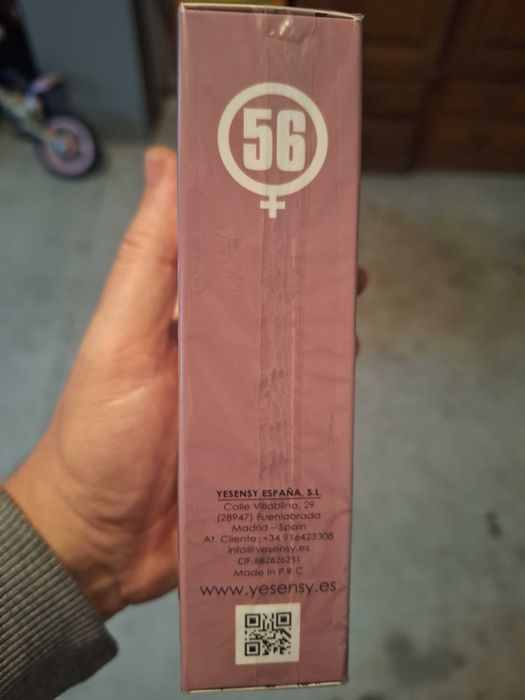 56
YESENSY ESPAÑA, S.L.
Calle Villablino, 29
(28947) Fuenlabrada
Madrid – Spain
At. Cliente: +34 916423308
info@yesensy.es
CIF: B82826231
Made in P.R.C
www.yesensy.es